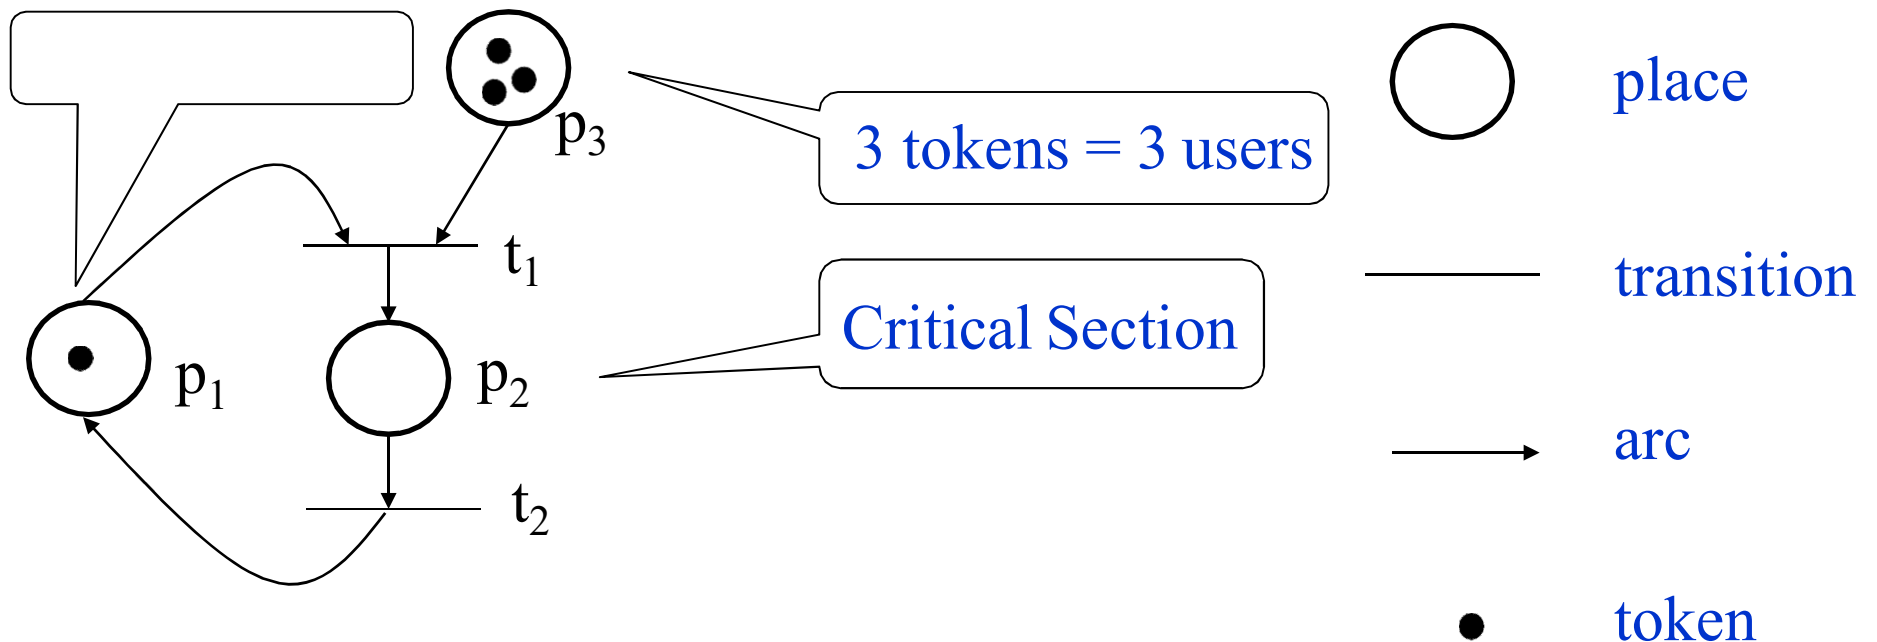 p₃
3 tokens = 3 users
t₁
Critical Section
p₁
p₂
t₂
place
transition
arc
token